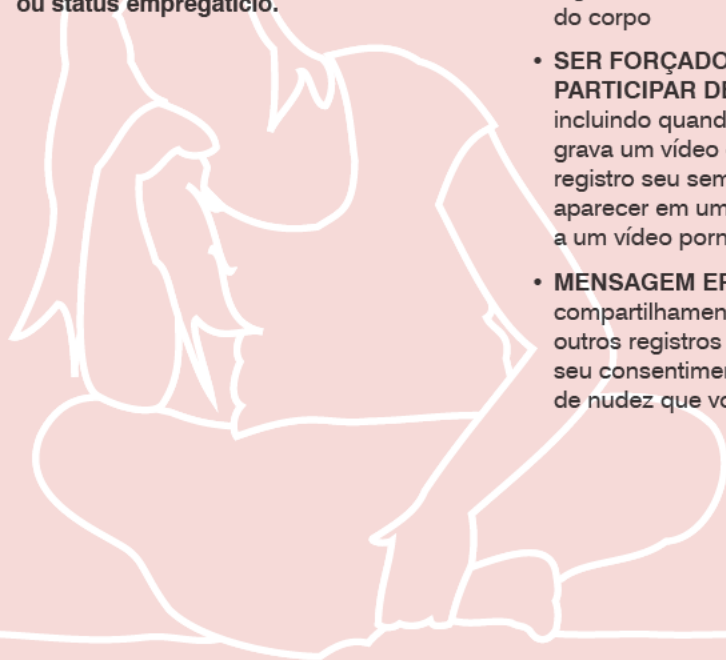 ou status empregatício.
do corpo
• SER FORÇADO
PARTICIPAR DE
incluindo quand
grava um vídeo
registro seu sem
aparecer em um
a um vídeo porn
• MENSAGEM ER
compartilhamen
outros registros
seu consentimen
de nudez que vo